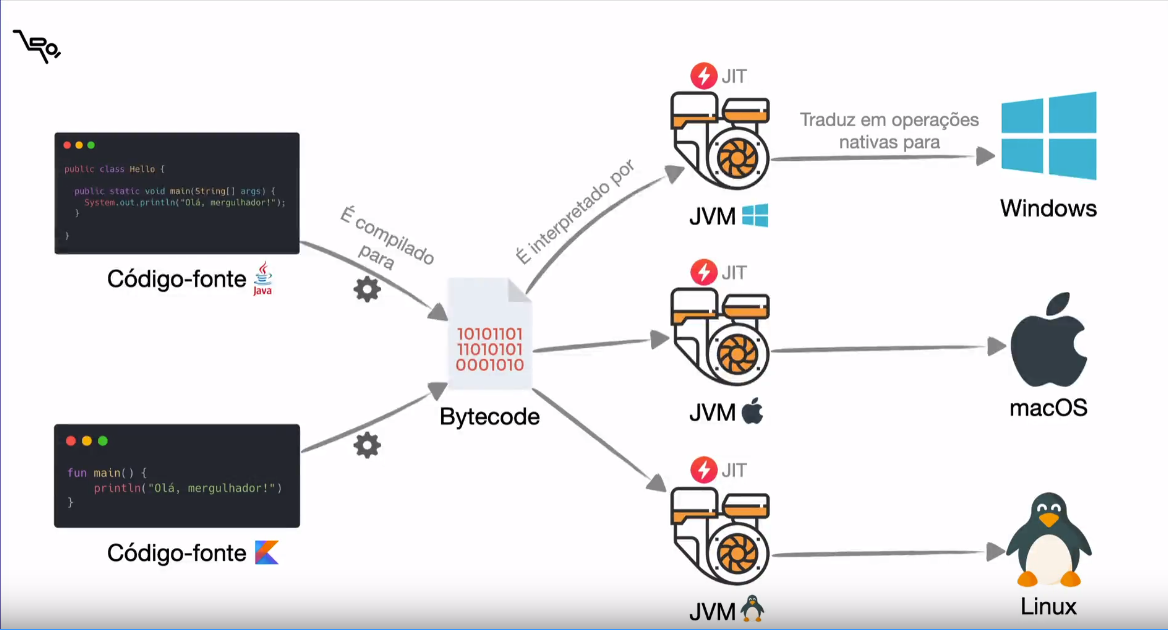 public class Hello {
public static void main(String[] args) {
System.out.println("Olá, mergulhador!");
}
}
Código-fonte
Java
É compilado
para
fun main() {
println("Olá, mergulhador!")
}
Código-fonte
10101101
11010101
0001010
Bytecode
É interpretado por
JIT
JVM
Traduz em operações
nativas para
Windows
JIT
JVM
macOS
JIT
JVM
Linux